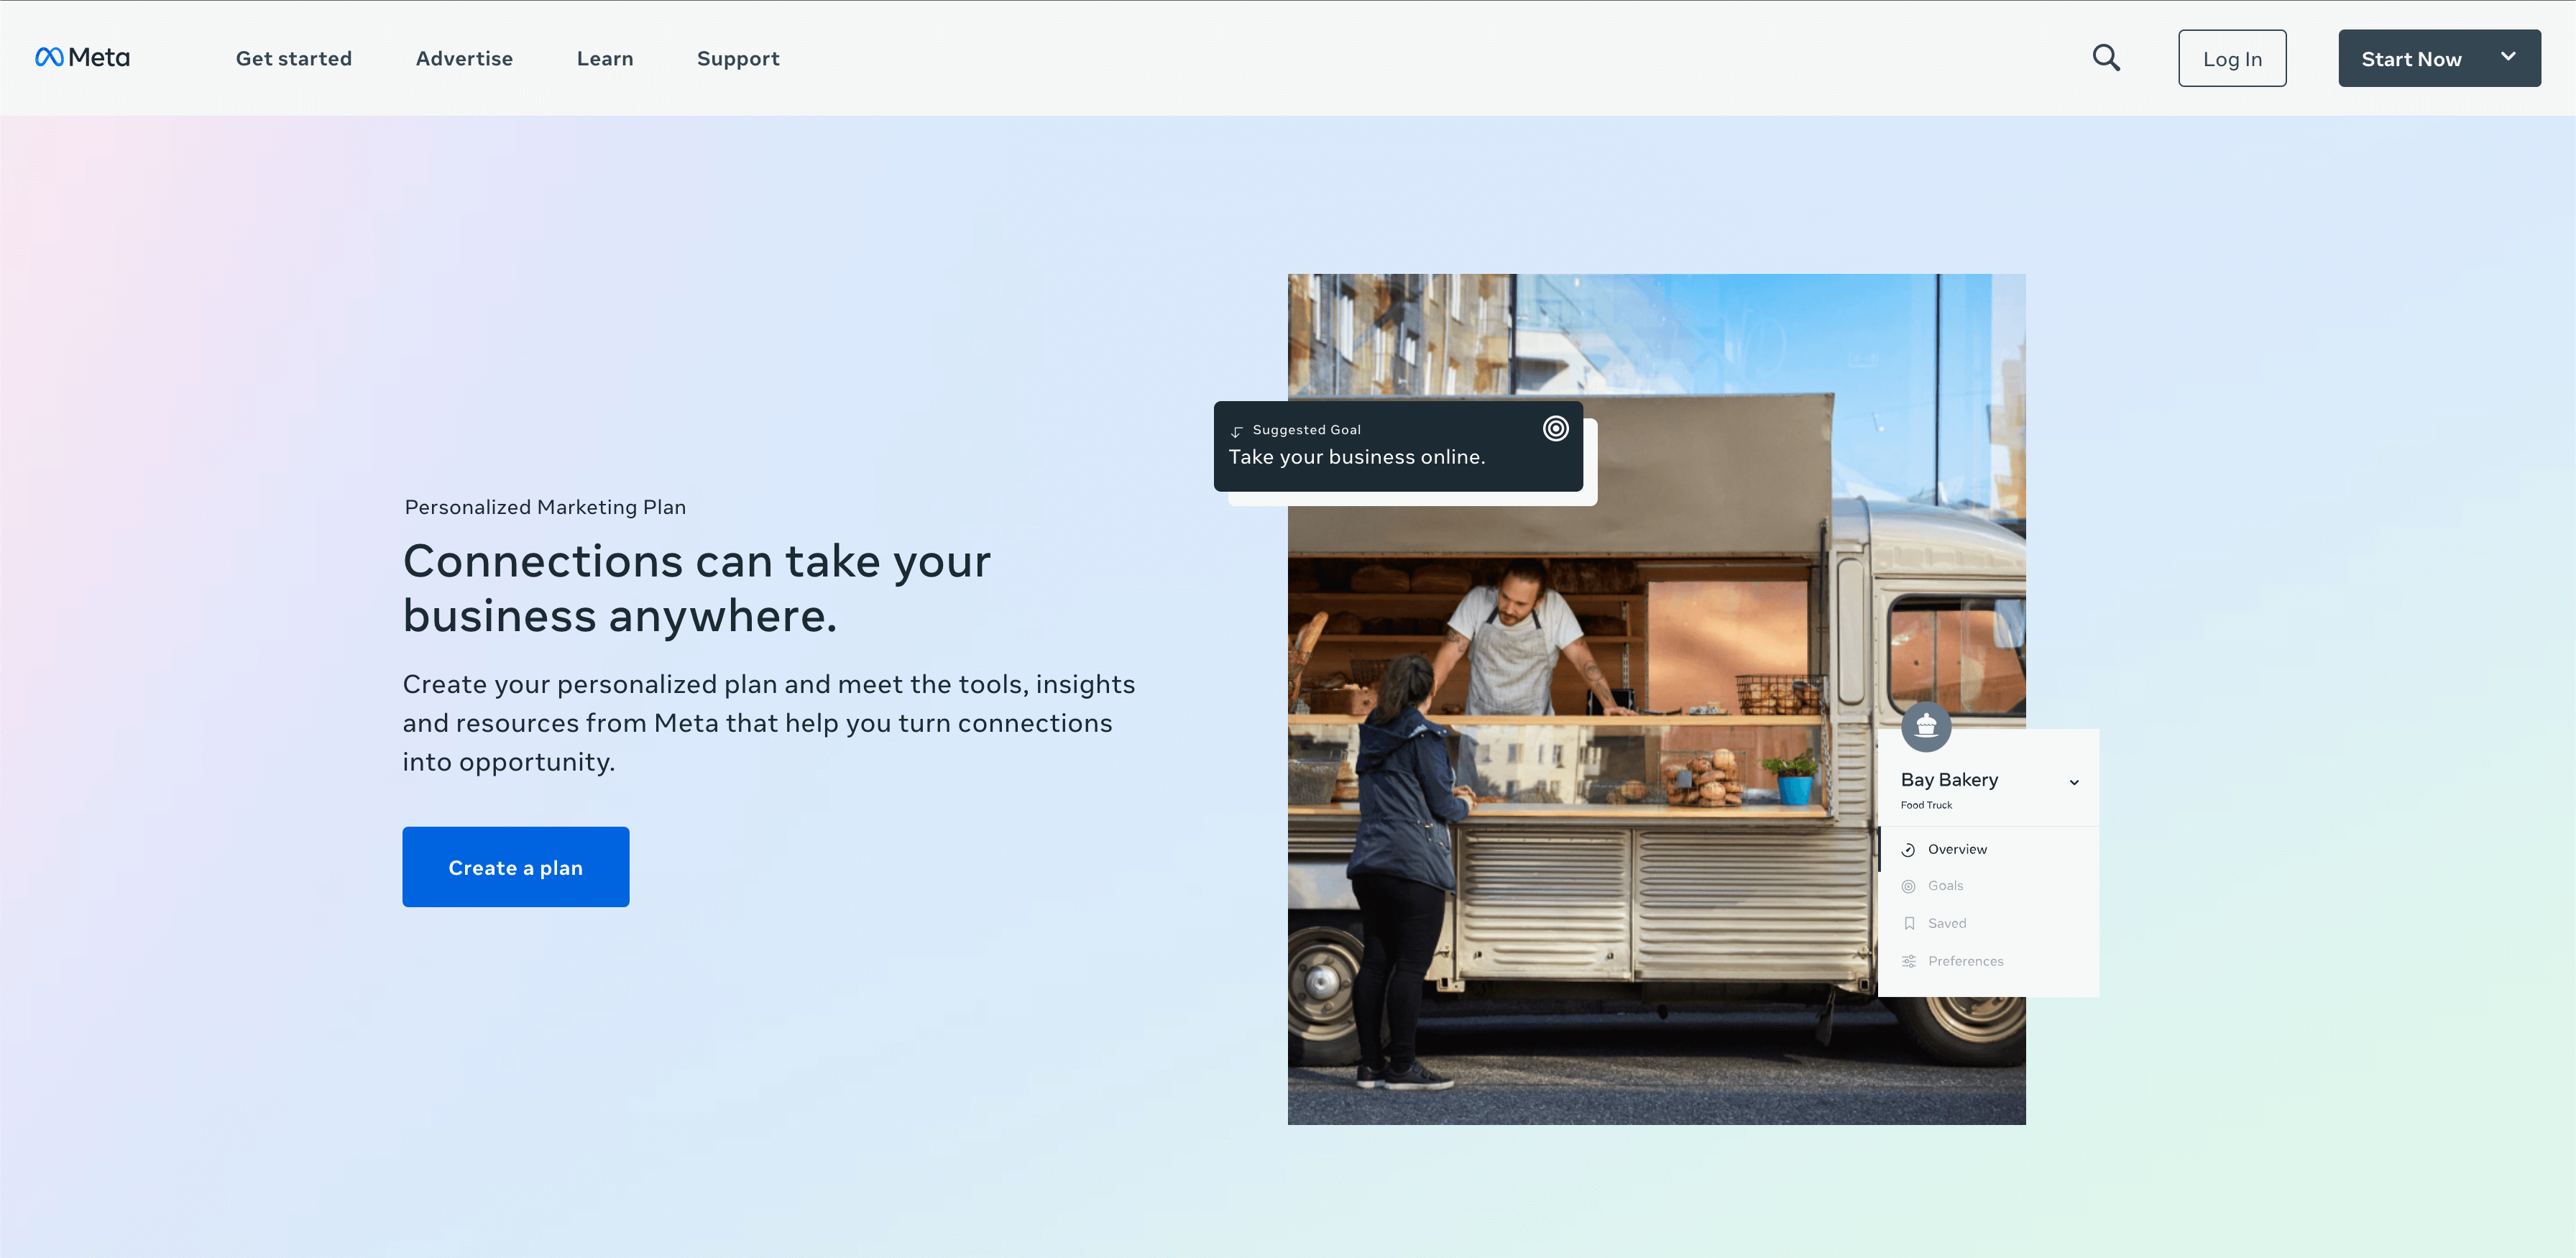 Meta
Get started
Advertise
Learn
Support
Log In
Start Now
Personalized Marketing Plan
Connections can take your
business anywhere.
Create your personalized plan and meet the tools, insights
and resources from Meta that help you turn connections
into opportunity.
Create a plan
Suggested Goal
Take your business online.
Bay Bakery
Food Truck
Overview
Goals
Saved
Preferences